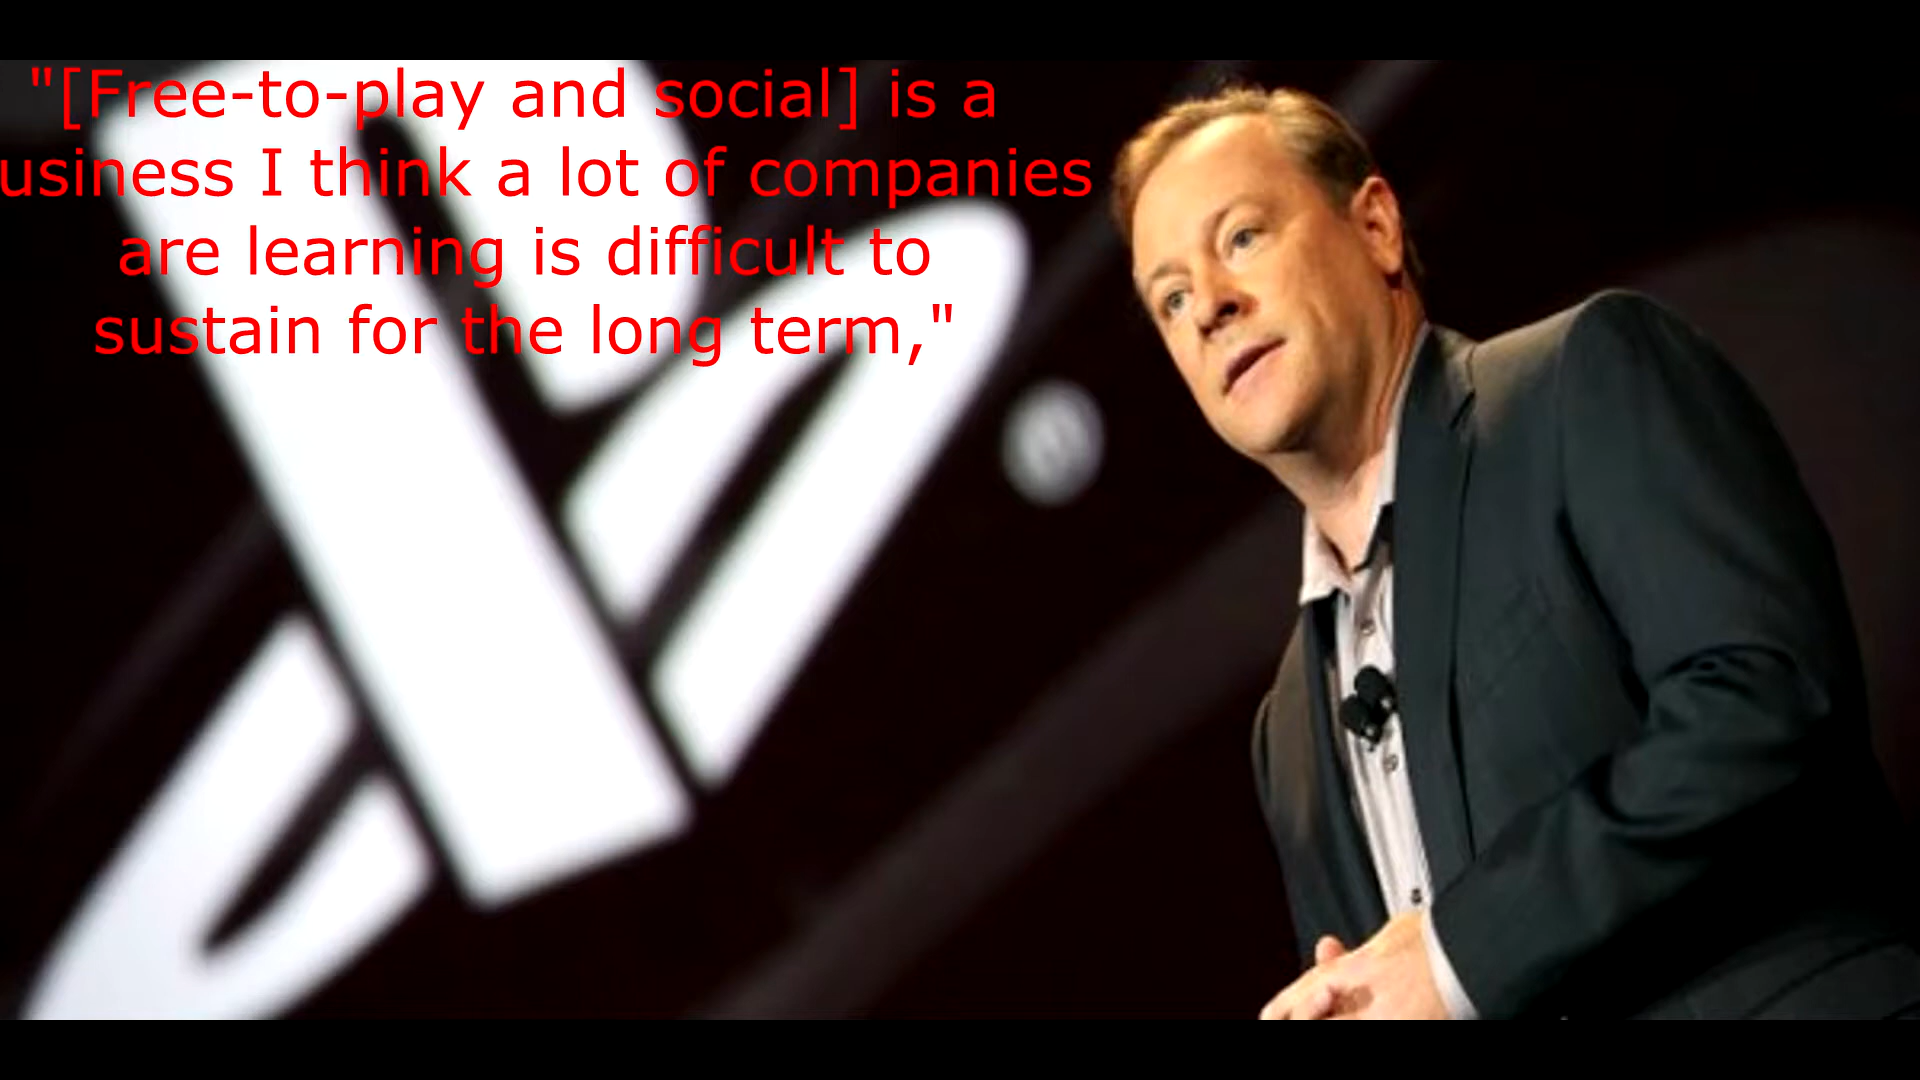 "[Free-to-play and social] is a
usiness I think a lot of companies
are learning is difficult to
sustain for the long term,"